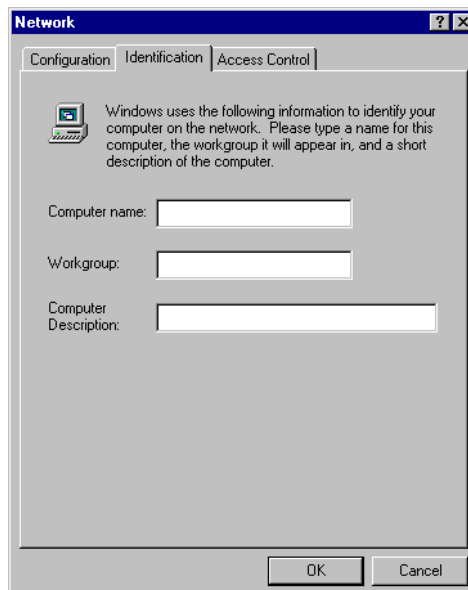 Network
Configuration Identification Access Control
Windows uses the following information to identify your
computer on the network. Please type a name for this
computer, the workgroup it will appear in, and a short
description of the computer.
Computer name:
Workgroup:
Computer
Description:
OK Cancel